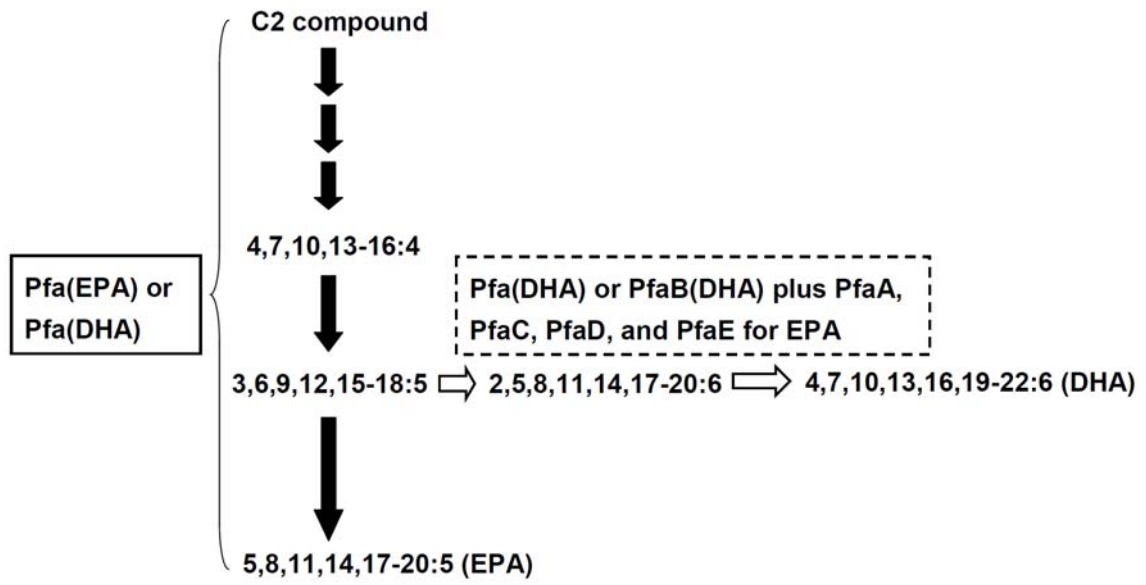 C2 compound
4,7,10,13-16:4
Pfa(EPA) or
Pfa(DHA)
Pfa(DHA) or PfaB(DHA) plus PfaA,
PfaC, PfaD, and PfaE for EPA
3,6,9,12,15-18:5
2,5,8,11,14,17-20:6
4,7,10,13,16,19-22:6 (DHA)
5,8,11,14,17-20:5 (EPA)